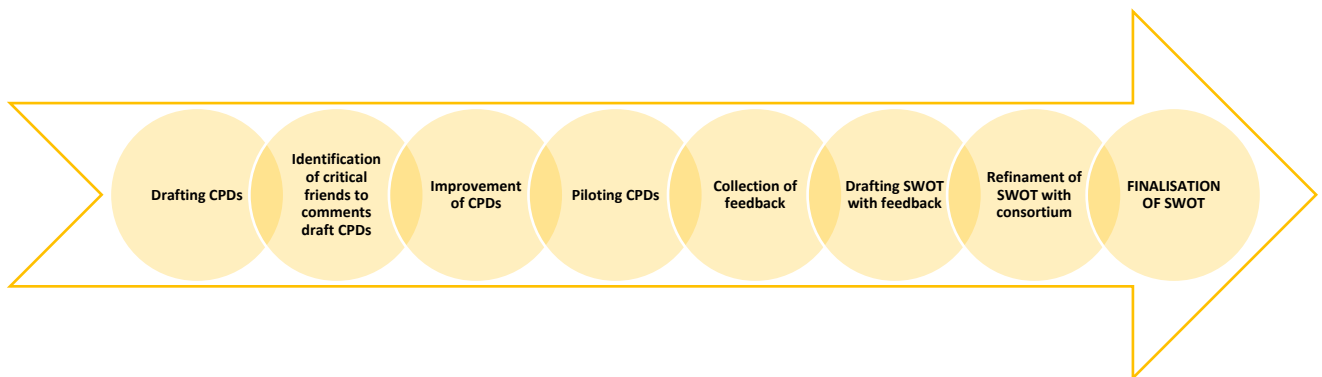 Drafting CPDs
Identification
of critical
friends to
comments
draft CPDs
Improvement
of CPDs
Piloting CPDs
Collection of
feedback
Drafting SWOT
with feedback
Refinament of
SWOT with
consortium
FINALISATION
OF SWOT